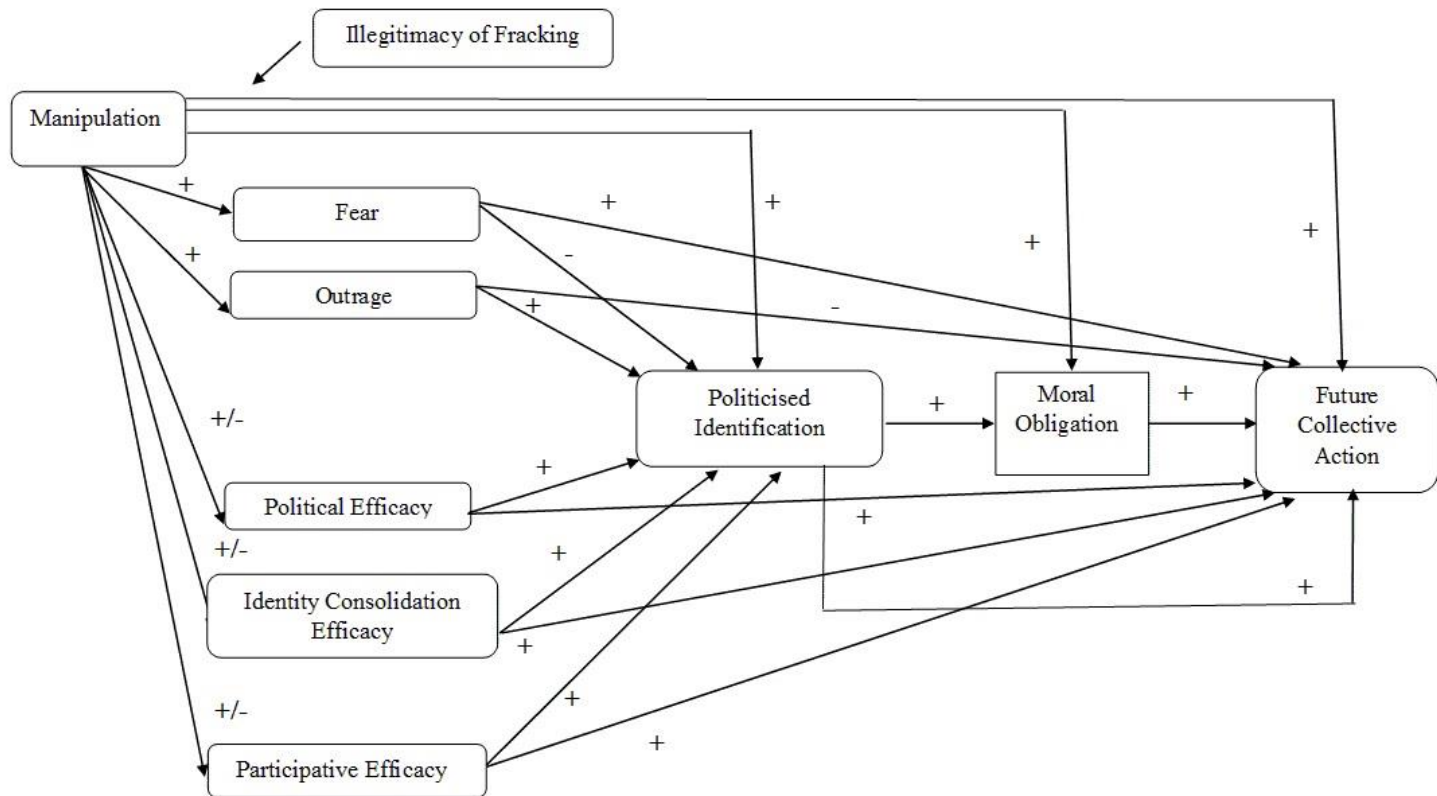 Illegitimacy of Fracking
Manipulation
+
Fear
+
+
+
+
+
-
Outrage
+
-
Politicised
Identification
+
Moral
Obligation
+
Future
Collective
Action
+/-
+
Political Efficacy
+
+/-
+
Identity Consolidation
Efficacy
+
+
+/-
+
+
Participative Efficacy